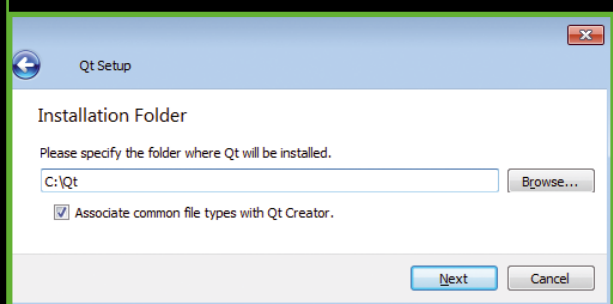 Qt Setup
Installation Folder
Please specify the folder where Qt will be installed.
C:\Qt
Browse...
Associate common file types with Qt Creator.
Next
Cancel